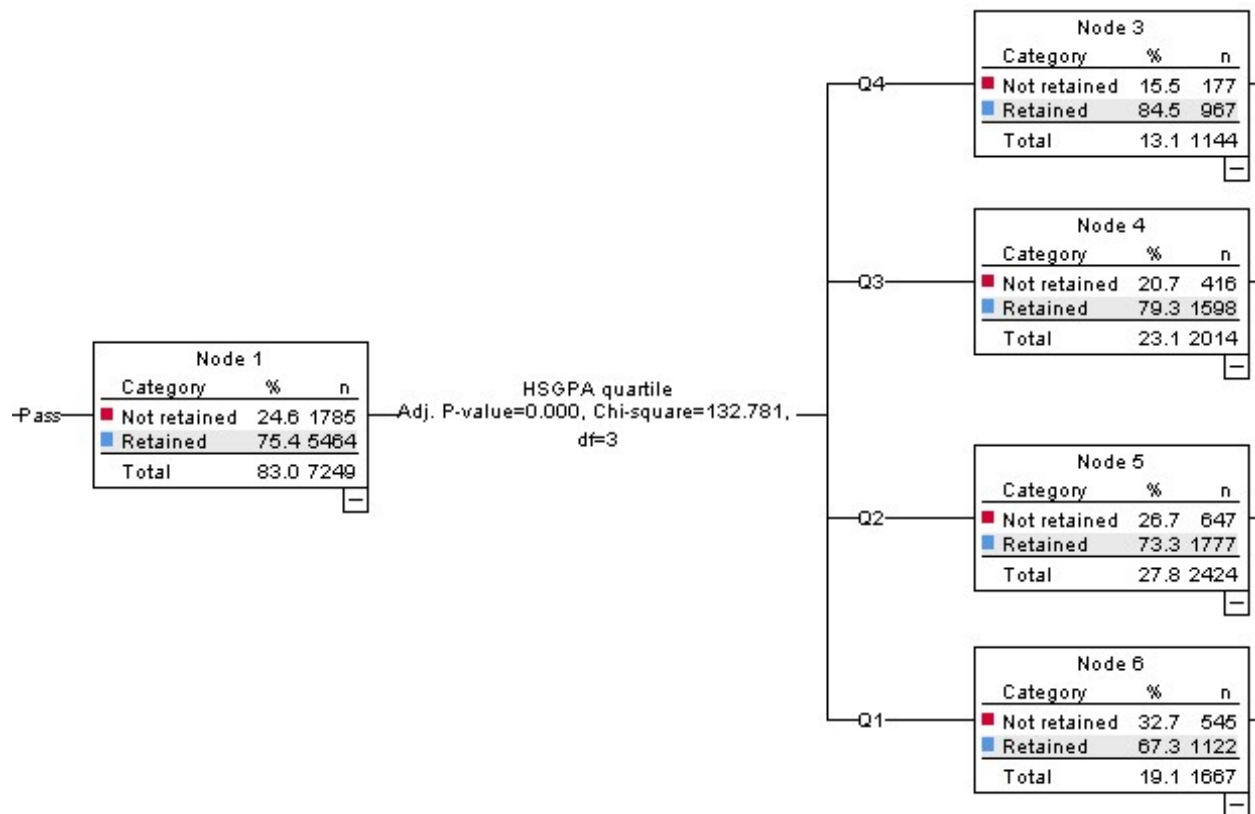 Pass
Node 1
Category % n
Not retained 24.6 1785
Retained 75.4 5464
Total 83.0 7249
HSGPA quartile
Adj. P-value=0.000, Chi-square=132.781,
df=3
Q4
Node 3
Category % n
Not retained 15.5 177
Retained 84.5 967
Total 13.1 1144
Q3
Node 4
Category % n
Not retained 20.7 416
Retained 79.3 1598
Total 23.1 2014
Q2
Node 5
Category % n
Not retained 26.7 647
Retained 73.3 1777
Total 27.8 2424
Q1
Node 6
Category % n
Not retained 32.7 545
Retained 67.3 1122
Total 19.1 1667